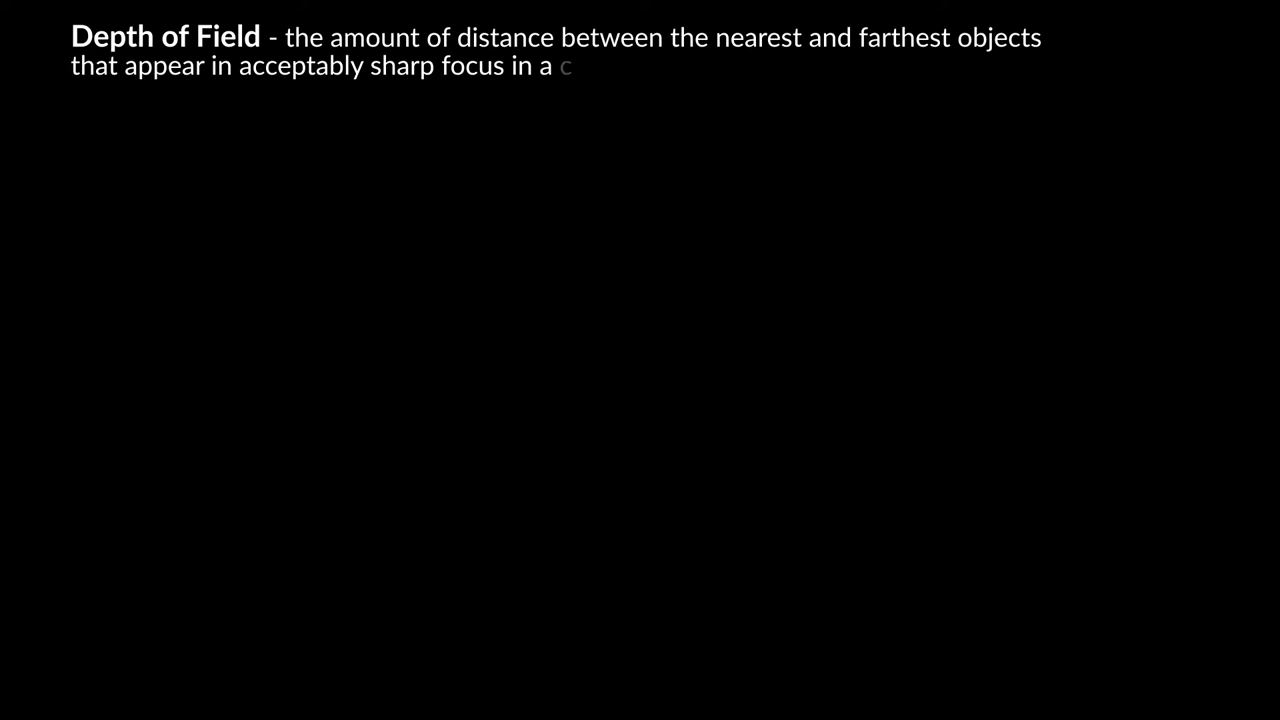 Depth of Field - the amount of distance between the nearest and farthest objects
that appear in acceptably sharp focus in a c